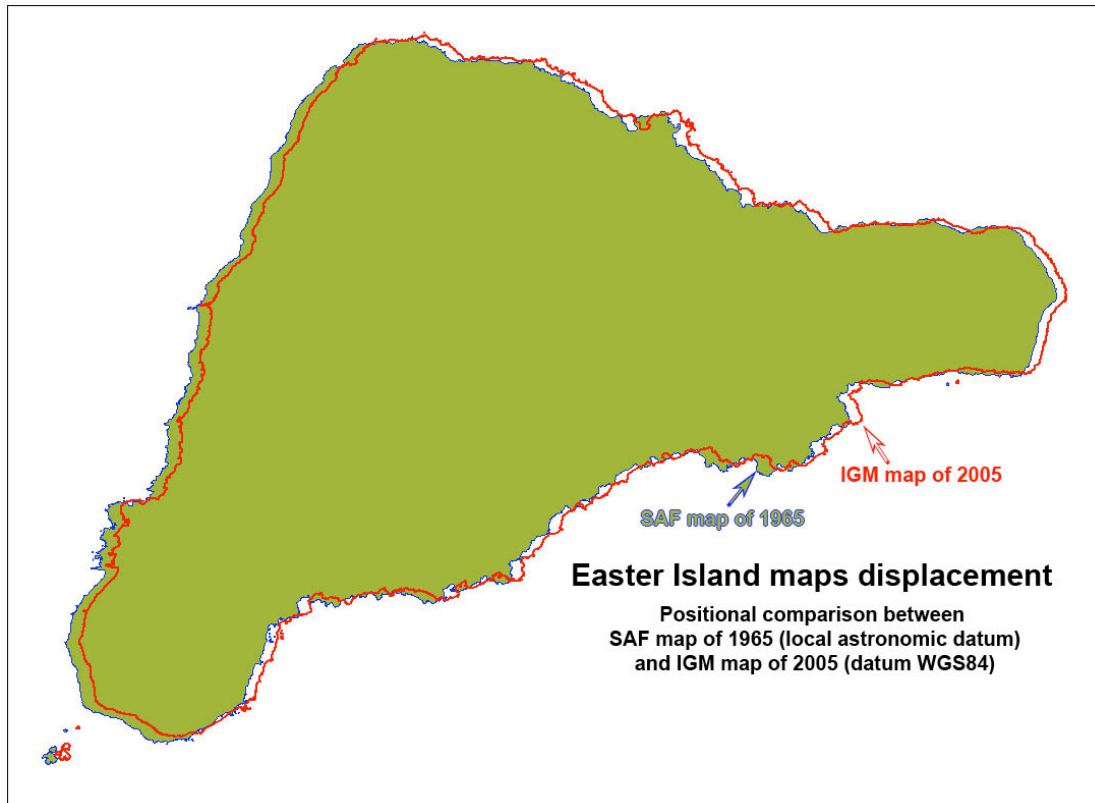 IGM map of 2005
SAF map of 1965
Easter Island maps displacement
Positional comparison between
SAF map of 1965 (local astronomic datum)
and IGM map of 2005 (datum WGS84)